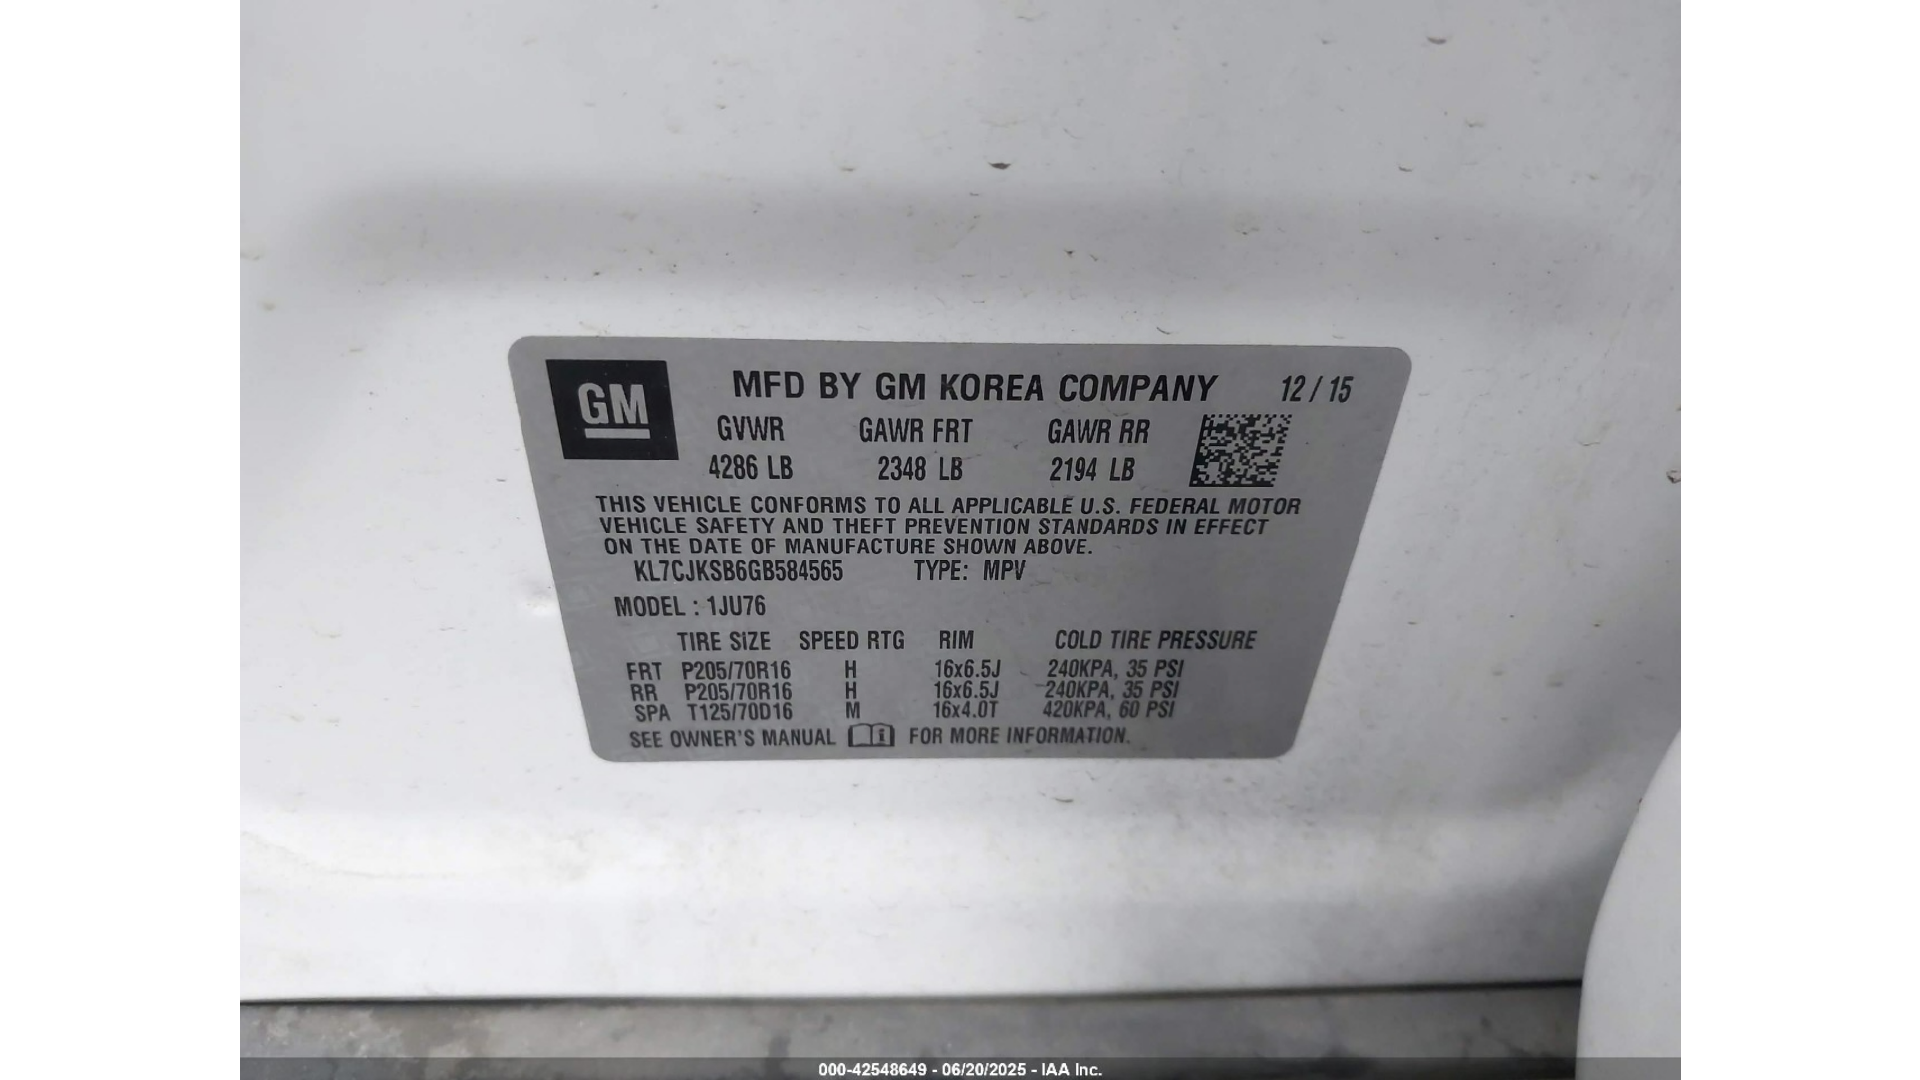 GM
MFD BY GM KOREA COMPANY 12/15
GVWR GAWR FRT GAWR RR
4286 LB 2348 LB 2194 LB
THIS VEHICLE CONFORMS TO ALL APPLICABLE U.S. FEDERAL MOTOR
VEHICLE SAFETY AND THEFT PREVENTION STANDARDS IN EFFECT
ON THE DATE OF MANUFACTURE SHOWN ABOVE.
KL7CJKSB6GB584565 TYPE: MPV
MODEL : 1JU76
TIRE SIZE SPEED RTG RIM COLD TIRE PRESSURE
FRT P205/70R16 H 16x6.5J 240KPA, 35 PSI
RR P205/70R16 H 16x6.5J 240KPA, 35 PSI
SPA T125/70D16 M 16x4.0T 420KPA, 60 PSI
SEE OWNER'S MANUAL FOR MORE INFORMATION.
000-42548649 - 06/20/2025 - IAA Inc.